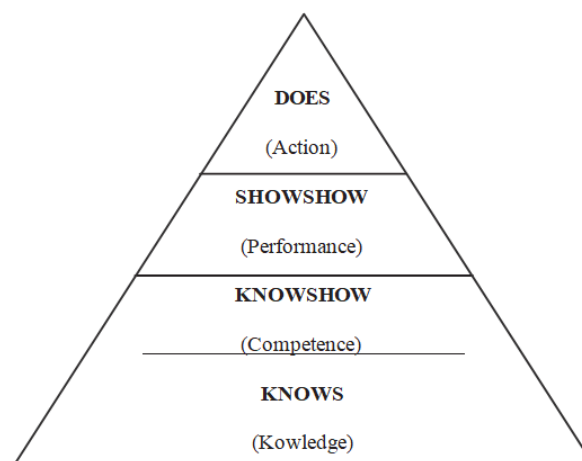 DOES
(Action)
SHOWSHOW
(Performance)
KNOWSHOW
(Competence)
KNOWS
(Kowledge)